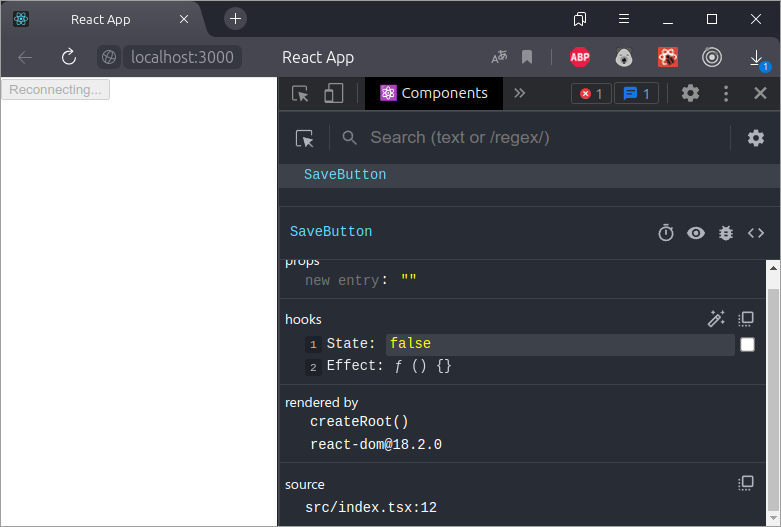 React App
localhost:3000 React App
ABP
1
Reconnecting...
Components » 1 1
Search (text or /regex/)
SaveButton
SaveButton
props
new entry: ""
hooks
1 State: false
2 Effect: ƒ () {}
rendered by
createRoot()
react-dom@18.2.0
source
src/index.tsx:12